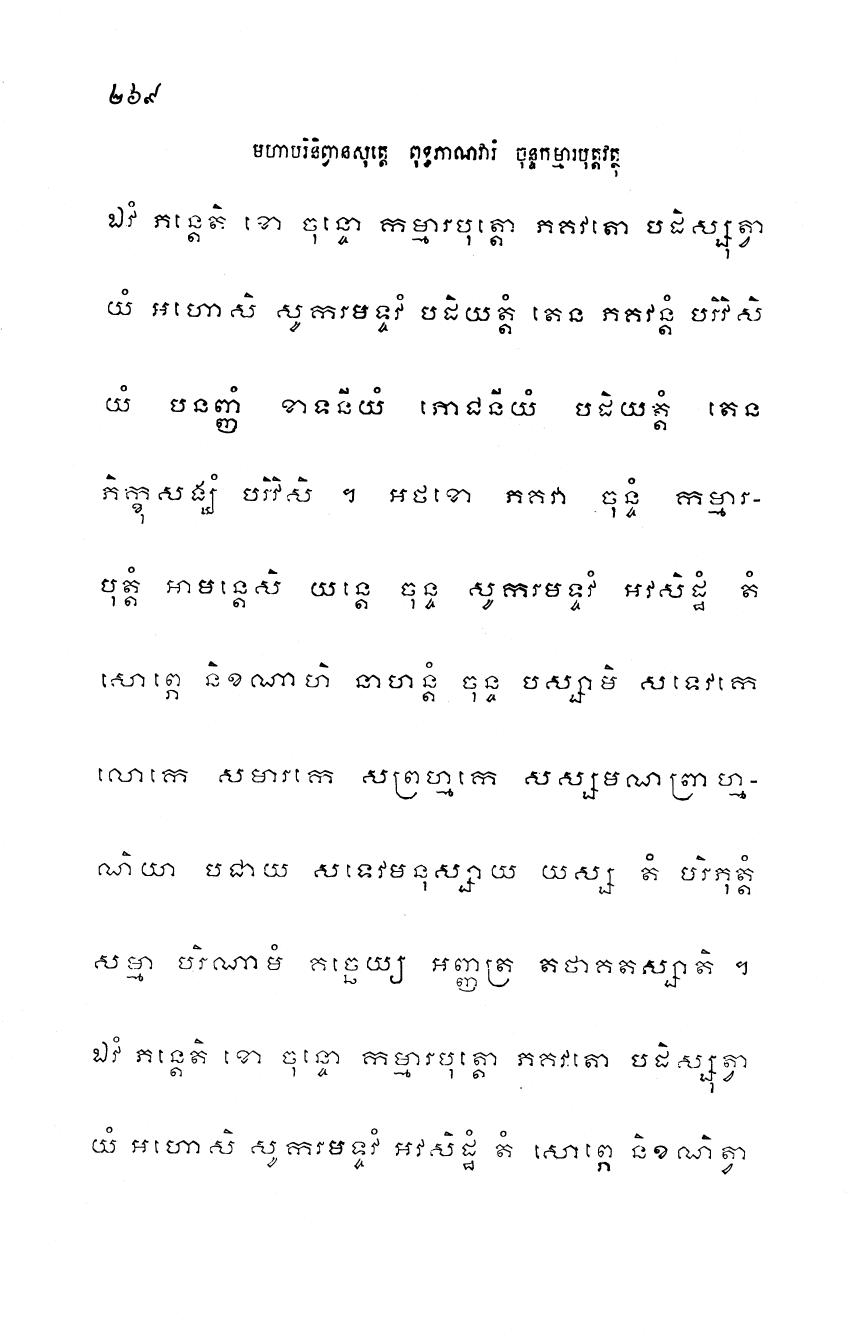 ២៦៩
មហាបរិនិព្វានសុត្តេ ពុទ្ធភាណវារំ ចុន្ទកម្មារបុត្តវត្ថុ
ឯវំ ភន្តេតិ ខោ ចុន្ទោ កម្មារបុត្តោ ភគវតោ បដិស្សុត្វា
យំ អហោសិ សូករមទ្ទវំ បដិយត្តំ តេន ភគវន្តំ បរិវិសិ
យំ បនញ្ញំ ខាទនីយំ ភោជនីយំ បដិយត្តំ តេន
ភិក្ខុសង្ឃំ បរិវិសិ ។ អថខោ ភគវា ចុន្ទំ កម្មារ-
បុត្តំ អាមន្តេសិ យន្តេ ចុន្ទ សូករមទ្ទវំ អវសិដ្ឋំ តំ
សោព្ភេ និខណាហិ នាហន្តំ ចុន្ទ បស្សាមិ សទេវកេ
លោកេ សមារកេ សព្រហ្មកេ សស្សមណព្រាហ្ម-
ណិយា បជាយ សទេវមនុស្សាយ យស្ស តំ បរិភុត្តំ
សម្មា បរិណាមំ គច្ឆេយ្យ អញ្ញត្រ តថាគតស្សាតិ ។
ឯវំ ភន្តេតិ ខោ ចុន្ទោ កម្មារបុត្តោ ភគវតោ បដិស្សុត្វា
យំ អហោសិ សូករមទ្ទវំ អវសិដ្ឋំ តំ សោព្ភេ និខណិត្វា